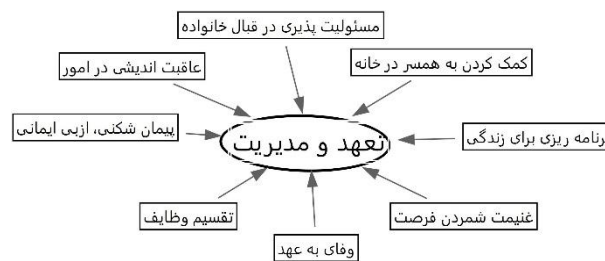 مسئولیت پذیری در قبال خانواده
کمک کردن به همسر در خانه
عاقبت اندیشی در امور
برنامه ریزی برای زندگی
پیمان شکنی، ازبی ایمانی
تعهد و مدیریت
غنیمت شمردن فرصت
تقسیم وظایف
وفای به عهد